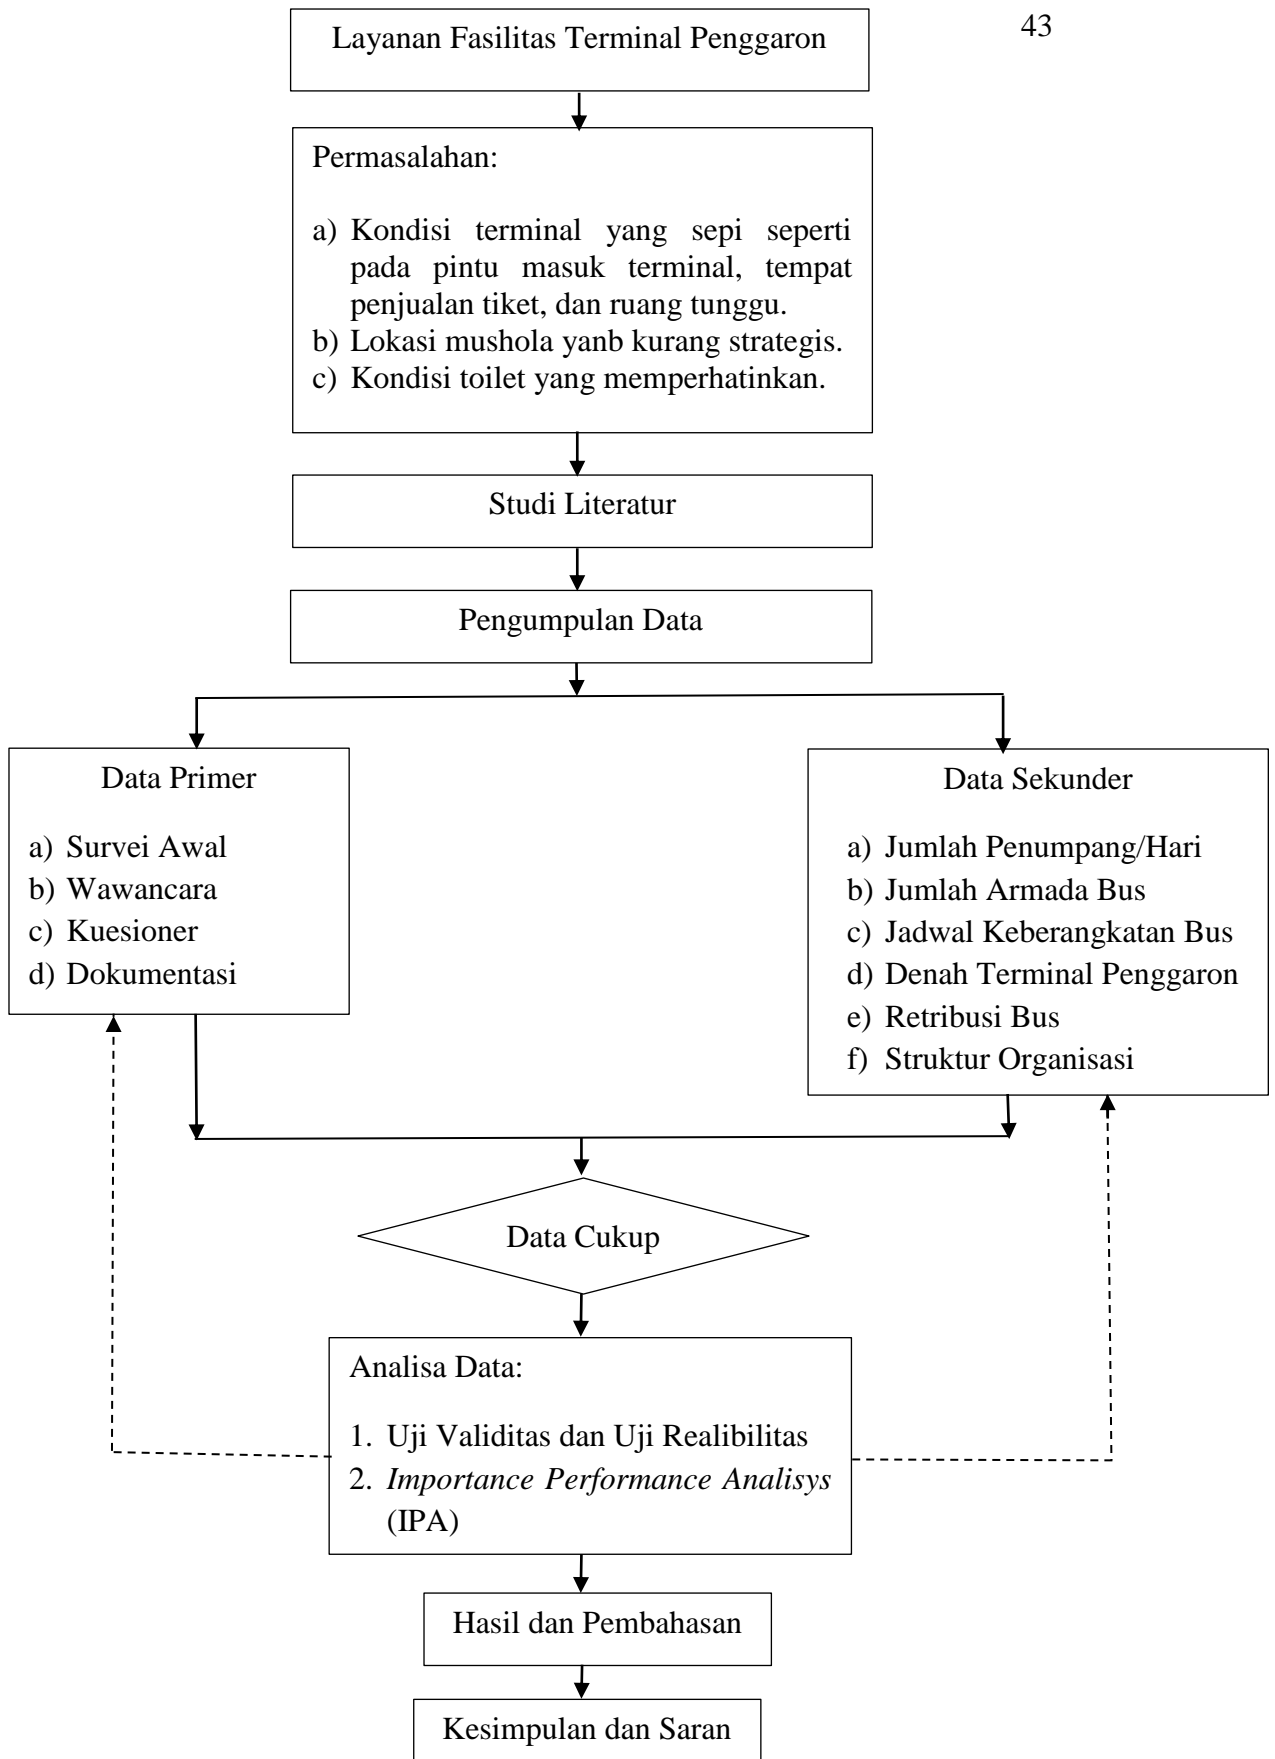 43
Layanan Fasilitas Terminal Penggaron
Permasalahan:
a) Kondisi terminal yang sepi seperti
pada pintu masuk terminal, tempat
penjualan tiket, dan ruang tunggu.
b) Lokasi mushola yanb kurang strategis.
c) Kondisi toilet yang memperhatinkan.
Studi Literatur
Pengumpulan Data
Data Primer
a) Survei Awal
b) Wawancara
c) Kuesioner
d) Dokumentasi
Data Sekunder
a) Jumlah Penumpang/Hari
b) Jumlah Armada Bus
c) Jadwal Keberangkatan Bus
d) Denah Terminal Penggaron
e) Retribusi Bus
f) Struktur Organisasi
Data Cukup
Analisa Data:
1. Uji Validitas dan Uji Realibilitas
2. Importance Performance Analisys
(IPA)
Hasil dan Pembahasan
Kesimpulan dan Saran